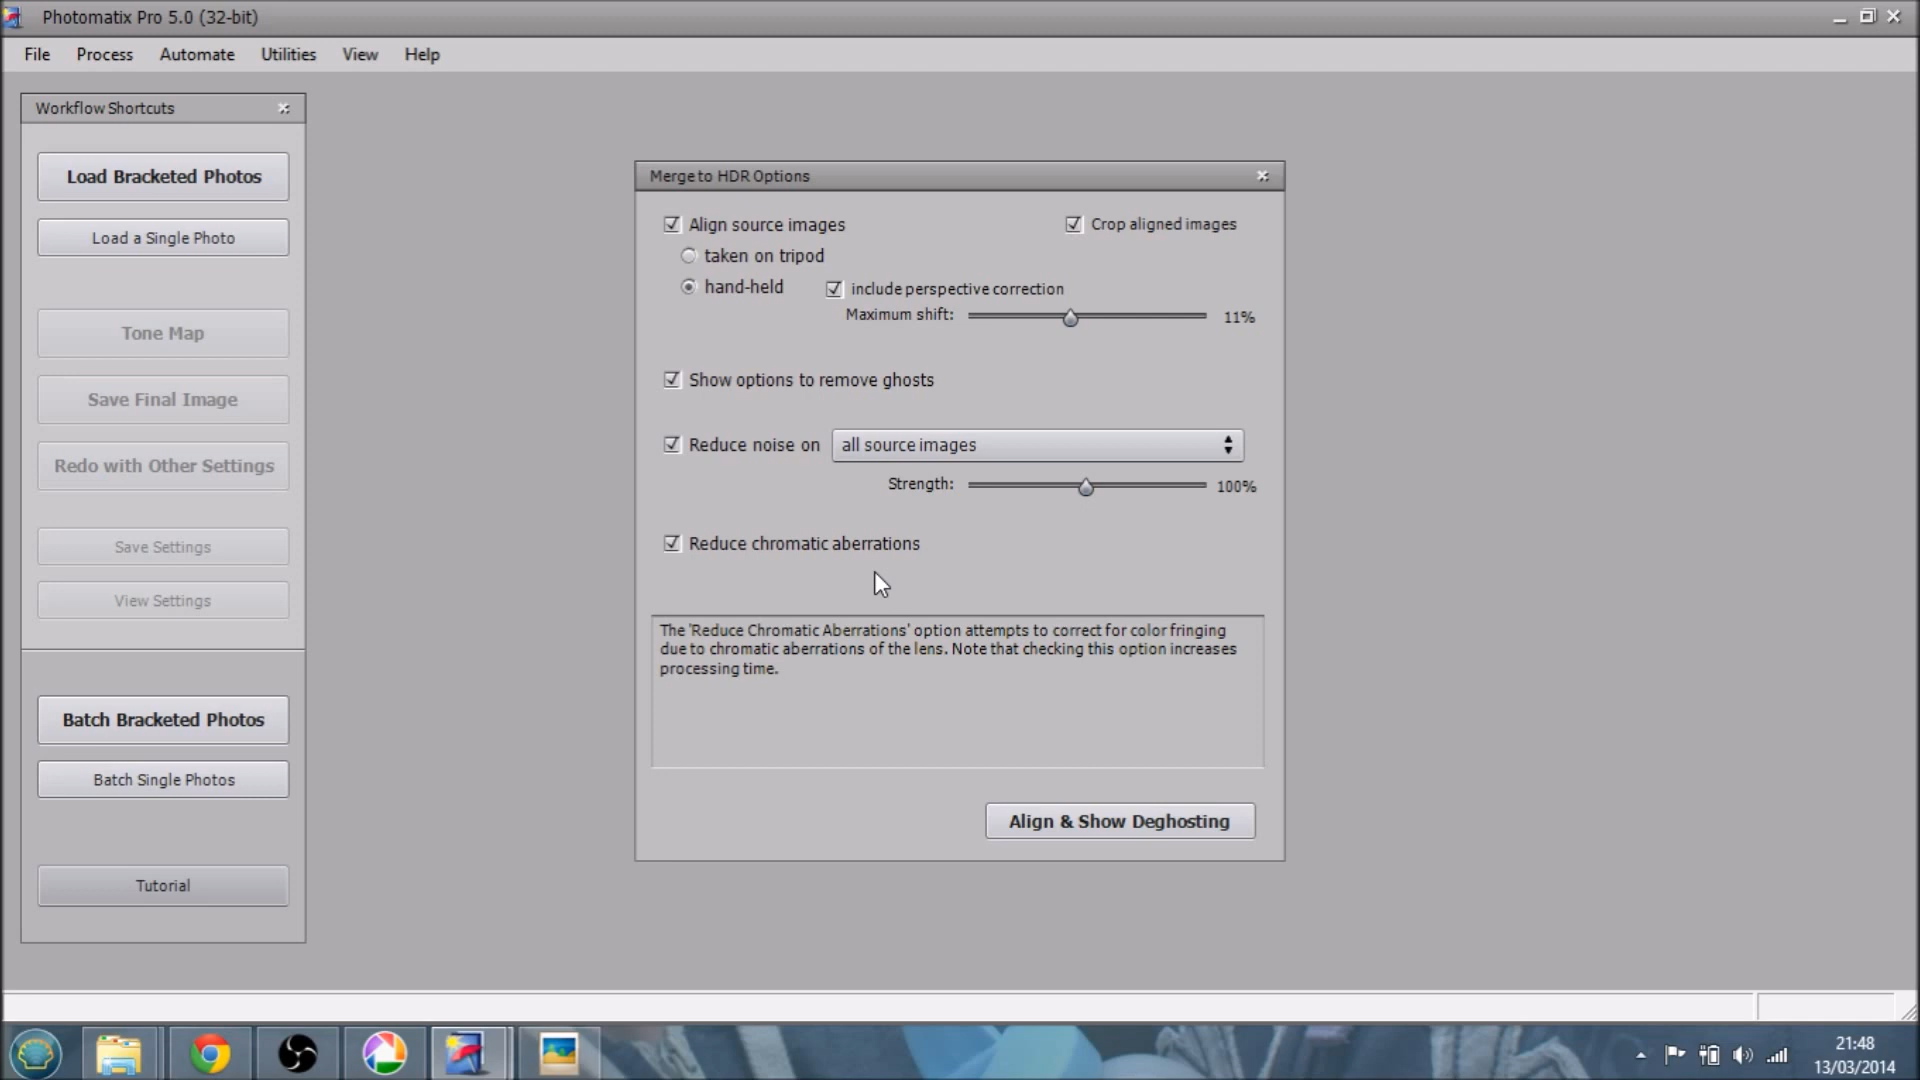 Photomatix Pro 5.0 (32-bit)
File Process Automate Utilities View Help
Workflow Shortcuts
Load Bracketed Photos
Load a Single Photo
Tone Map
Save Final Image
Redo with Other Settings
Save Settings
View Settings
Batch Bracketed Photos
Batch Single Photos
Tutorial
Merge to HDR Options
Align source images
Crop aligned images
taken on tripod
hand-held
include perspective correction
Maximum shift: 11%
Show options to remove ghosts
Reduce noise on all source images
Strength: 100%
Reduce chromatic aberrations
The 'Reduce Chromatic Aberrations' option attempts to correct for color fringing
due to chromatic aberrations of the lens. Note that checking this option increases
processing time.
Align & Show Deghosting
21:48
13/03/2014